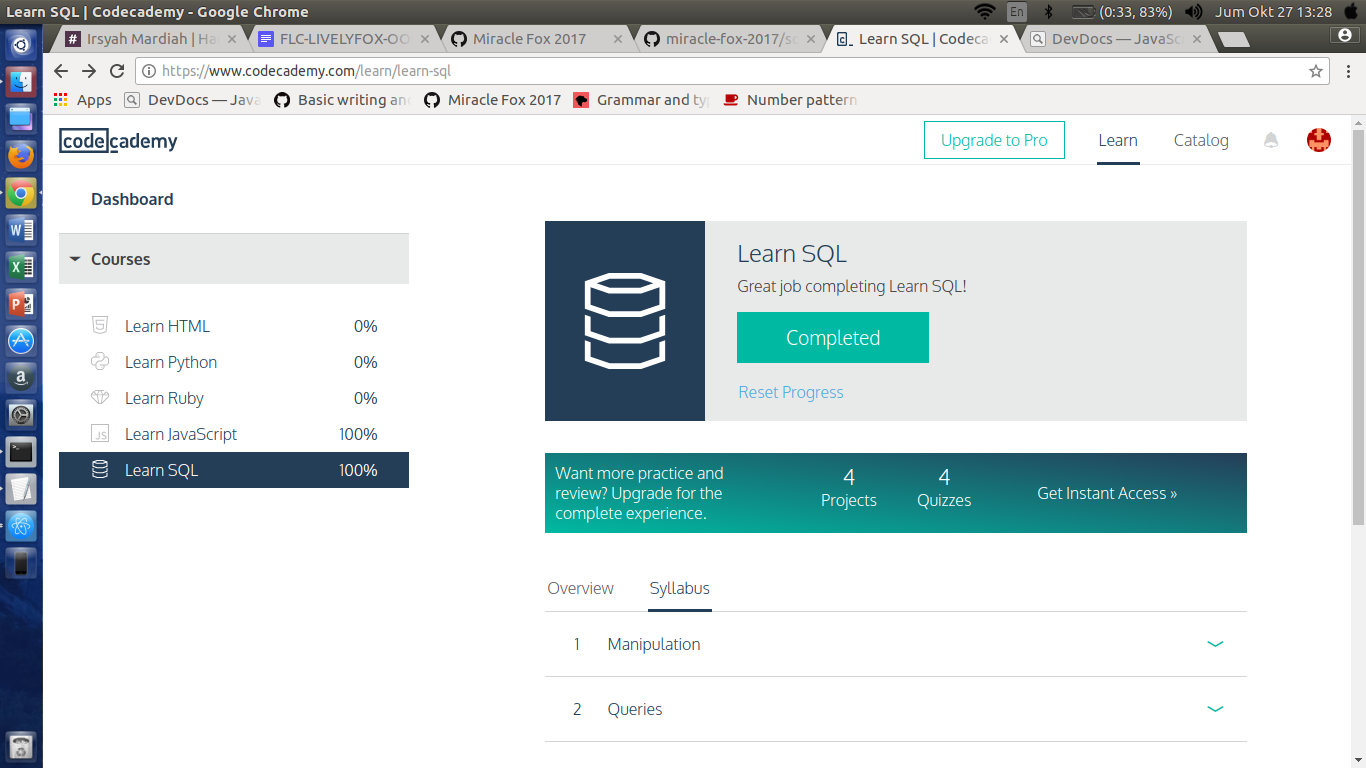 Learn SQL | Codecademy - Google Chrome
En
(0:33, 83%)
Jum Okt 27 13:28
# Irsyah Mardiah | Ha
FLC-LIVELYFOX-OO
Miracle Fox 2017
miracle-fox-2017/so
Learn SQL | Codeca
DevDocs — JavaSc
https://www.codecademy.com/learn/learn-sql
Apps
DevDocs — Java
Basic writing an
Miracle Fox 2017
Grammar and ty
Number pattern
codecademy
Upgrade to Pro
Learn
Catalog
Dashboard
Courses
Learn HTML 0%
Learn Python 0%
Learn Ruby 0%
JS Learn JavaScript 100%
Learn SQL 100%
Learn SQL
Great job completing Learn SQL!
Completed
Reset Progress
Want more practice and
review? Upgrade for the
complete experience.
4
Projects
4
Quizzes
Get Instant Access »
Overview
Syllabus
1 Manipulation
2 Queries